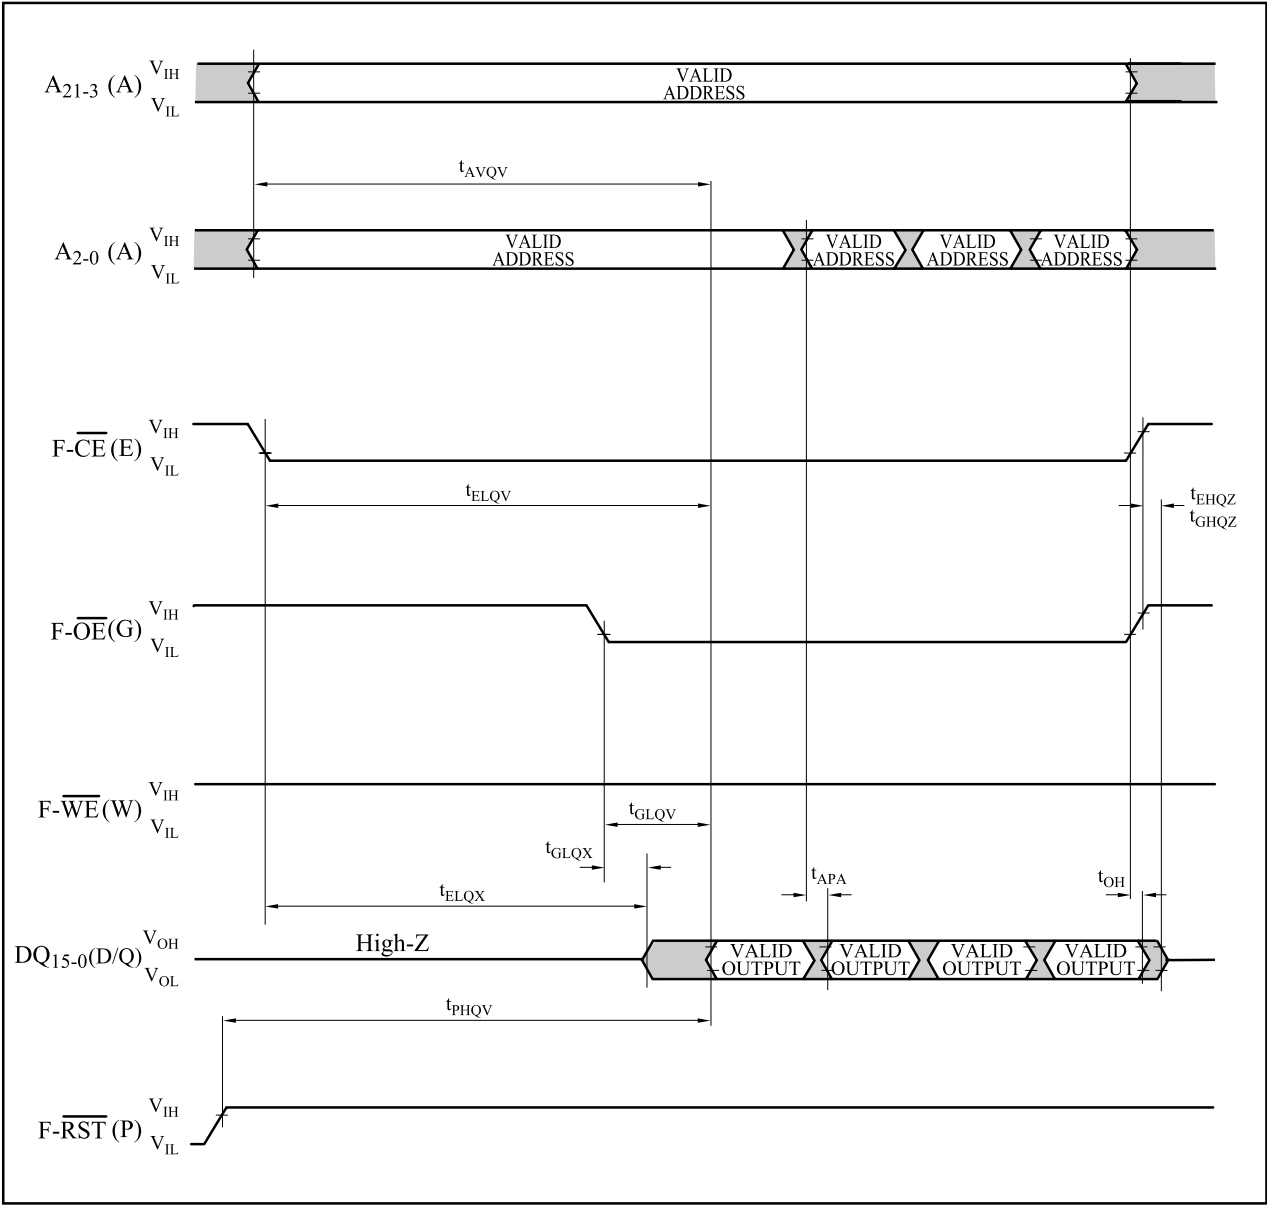 A21-3 (A) VIH VIL VALID ADDRESS
tAVQV
A2-0 (A) VIH VIL VALID ADDRESS VALID ADDRESS VALID ADDRESS VALID ADDRESS
F-CE (E) VIH VIL
tELQV
tEHQZ
tGHQZ
F-OE (G) VIH VIL
F-WE (W) VIH VIL
tGLQV
tGLQX
tAPA
tOH
tELQX
DQ15-0 (D/Q) VOH VOL High-Z VALID OUTPUT VALID OUTPUT VALID OUTPUT VALID OUTPUT
tPHQV
F-RST (P) VIH VIL